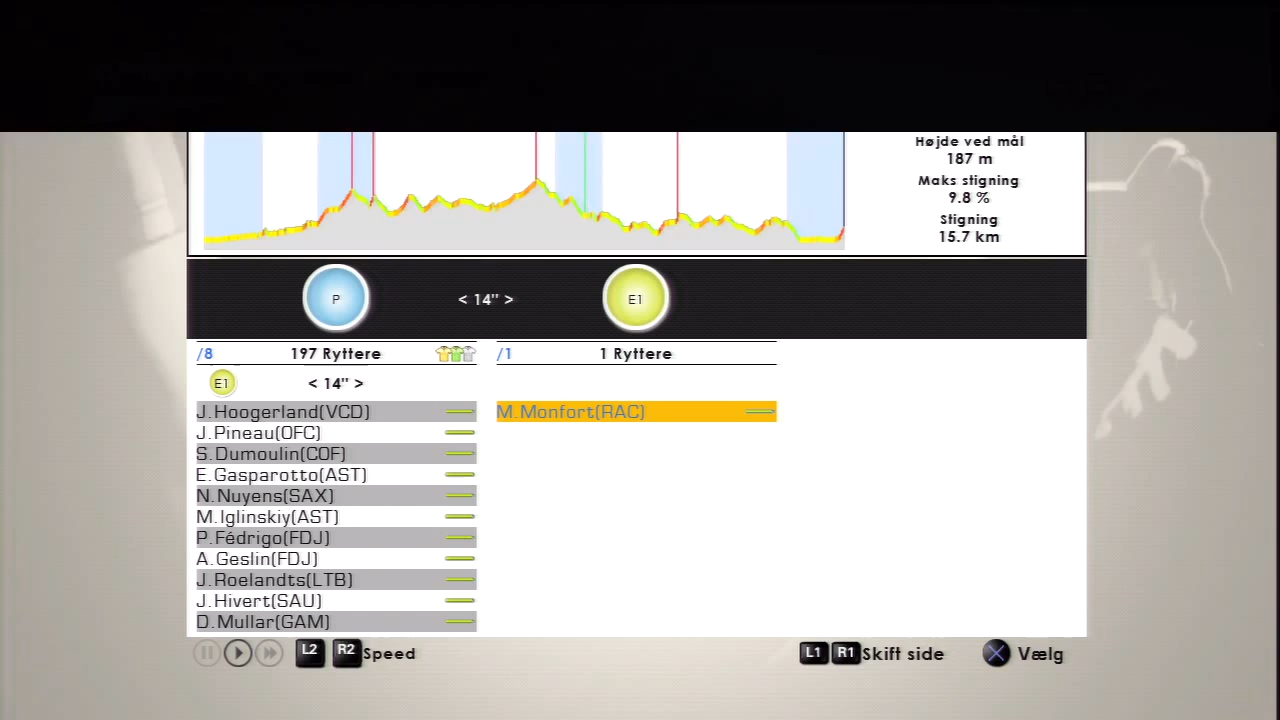 Højde ved mål
187 m
Maks stigning
9.8 %
Stigning
15.7 km
P < 14" > E1
/8 197 Ryttere /1 1 Ryttere
E1 < 14" >
J.Hoogerland(VCD) M.Monfort(RAC)
J.Pineau(OFC)
S.Dumoulin(COF)
E.Gasparotto(AST)
N.Nuyens(SAX)
M.Iglinskiy(AST)
P.Fédrigo(FDJ)
A.Geslin(FDJ)
J.Roelandts(LTB)
J.Hivert(SAU)
D.Mullar(GAM)
L2 R2 Speed L1 R1 Skift side Vælg